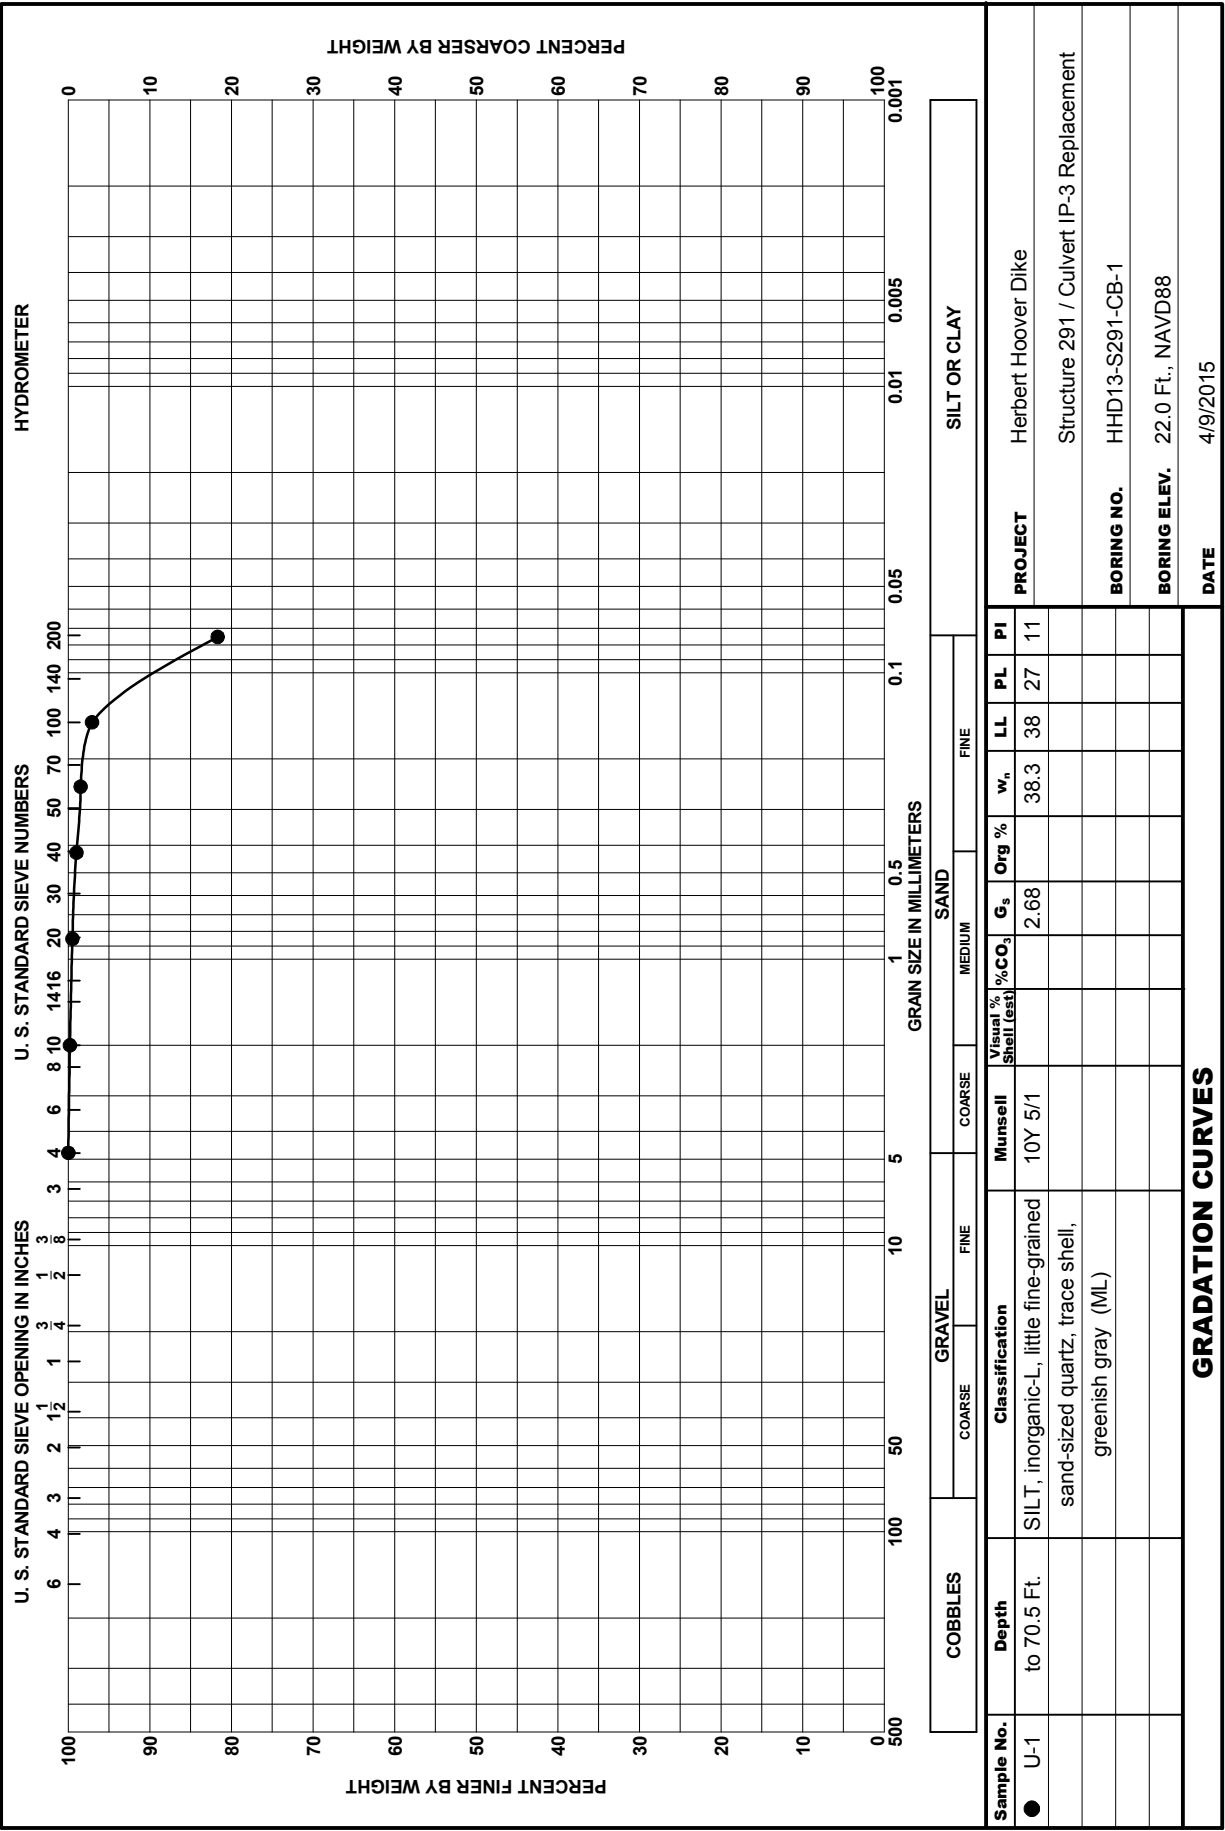 U. S. STANDARD SIEVE OPENING IN INCHES
U. S. STANDARD SIEVE NUMBERS
HYDROMETER
6 4 3 2 1 1/2 1 3/4 1/2 3/8 3 4 6 8 10 14 16 20 30 40 50 70 100 140 200
PERCENT FINER BY WEIGHT
100
90
80
70
60
50
40
30
20
10
0
PERCENT COARSER BY WEIGHT
0
10
20
30
40
50
60
70
80
90
100
500 100 50 10 5 1 0.5 0.1 0.05 0.01 0.005 0.001
GRAIN SIZE IN MILLIMETERS
COBBLES
GRAVEL
COARSE
FINE
SAND
COARSE
MEDIUM
FINE
SILT OR CLAY
Sample No. Depth Classification Munsell Visual % Shell (est) %CO₃ Gₛ Org % wₙ LL PL PI
U-1 to 70.5 Ft. SILT, inorganic-L, little fine-grained 10Y 5/1 2.68 38.3 38 27 11
sand-sized quartz, trace shell,
greenish gray (ML)
PROJECT Herbert Hoover Dike
Structure 291 / Culvert IP-3 Replacement
BORING NO. HHD13-S291-CB-1
BORING ELEV. 22.0 Ft., NAVD88
DATE 4/9/2015
GRADATION CURVES